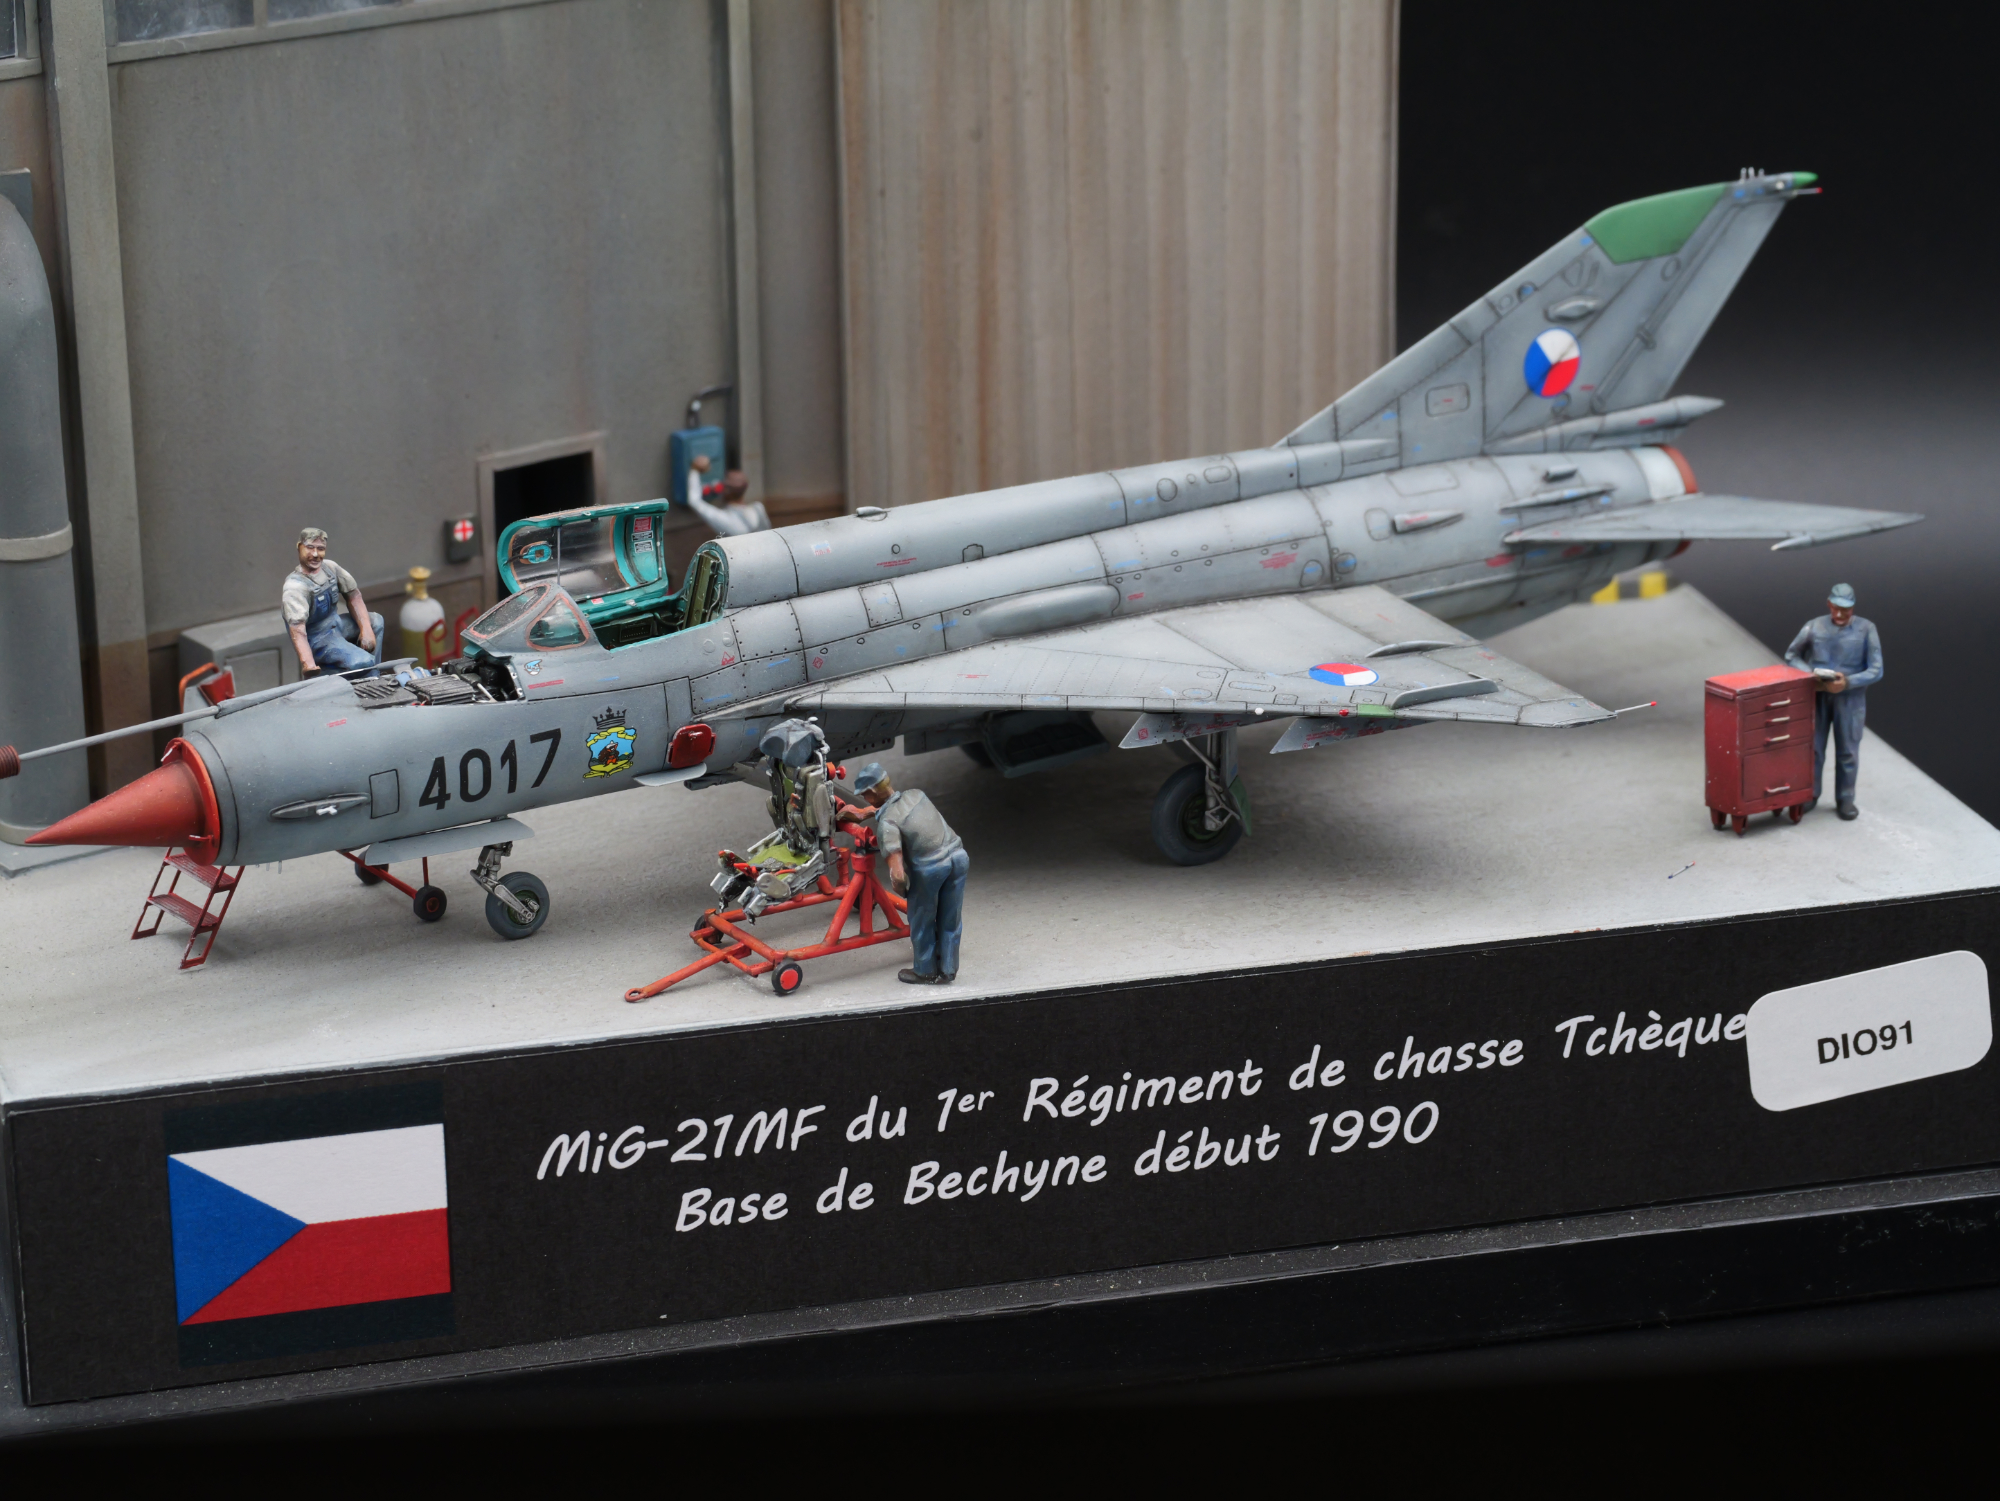 4017
MiG-21MF du 1er Régiment de chasse Tchèque
Base de Bechyne début 1990
DIO91